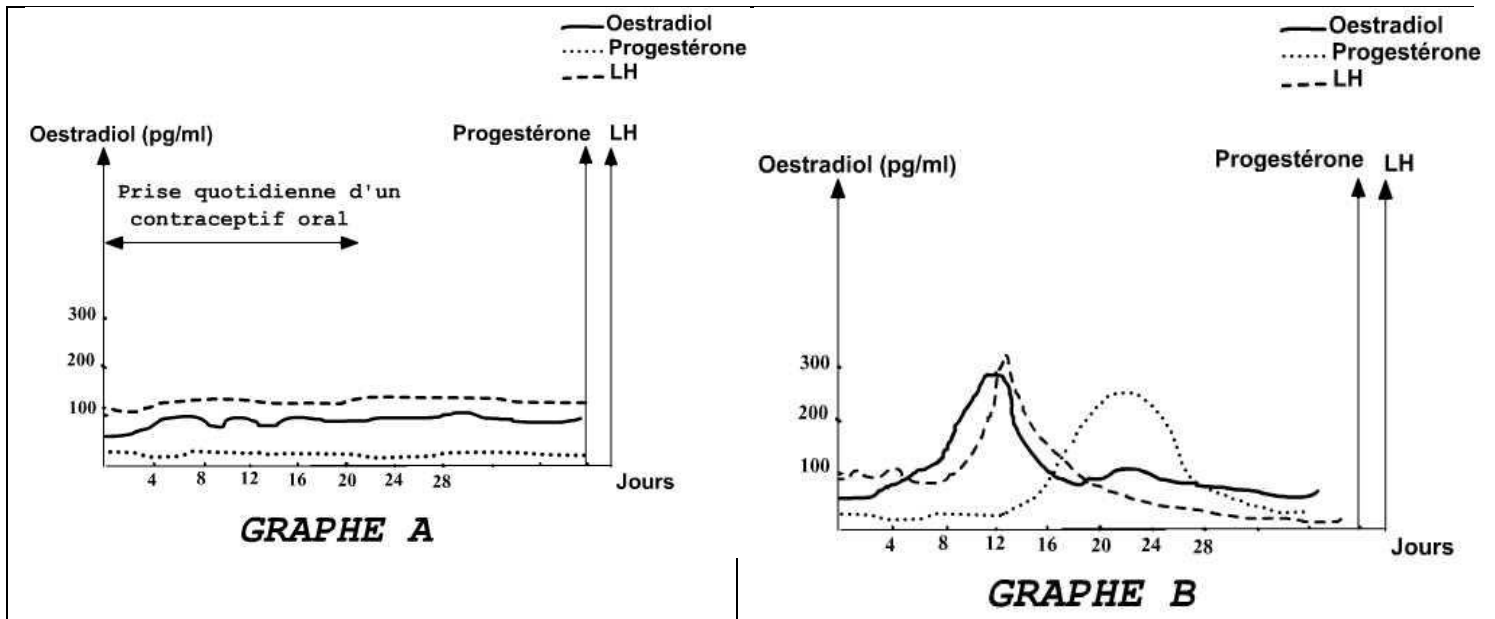 Oestradiol
Progestérone
LH
Oestradiol (pg/ml)
Progestérone LH
Prise quotidienne d'un
contraceptif oral
300
200
100
4 8 12 16 20 24 28
Jours
GRAPHE A
Oestradiol
Progestérone
LH
Oestradiol (pg/ml)
Progestérone LH
300
200
100
4 8 12 16 20 24 28
Jours
GRAPHE B